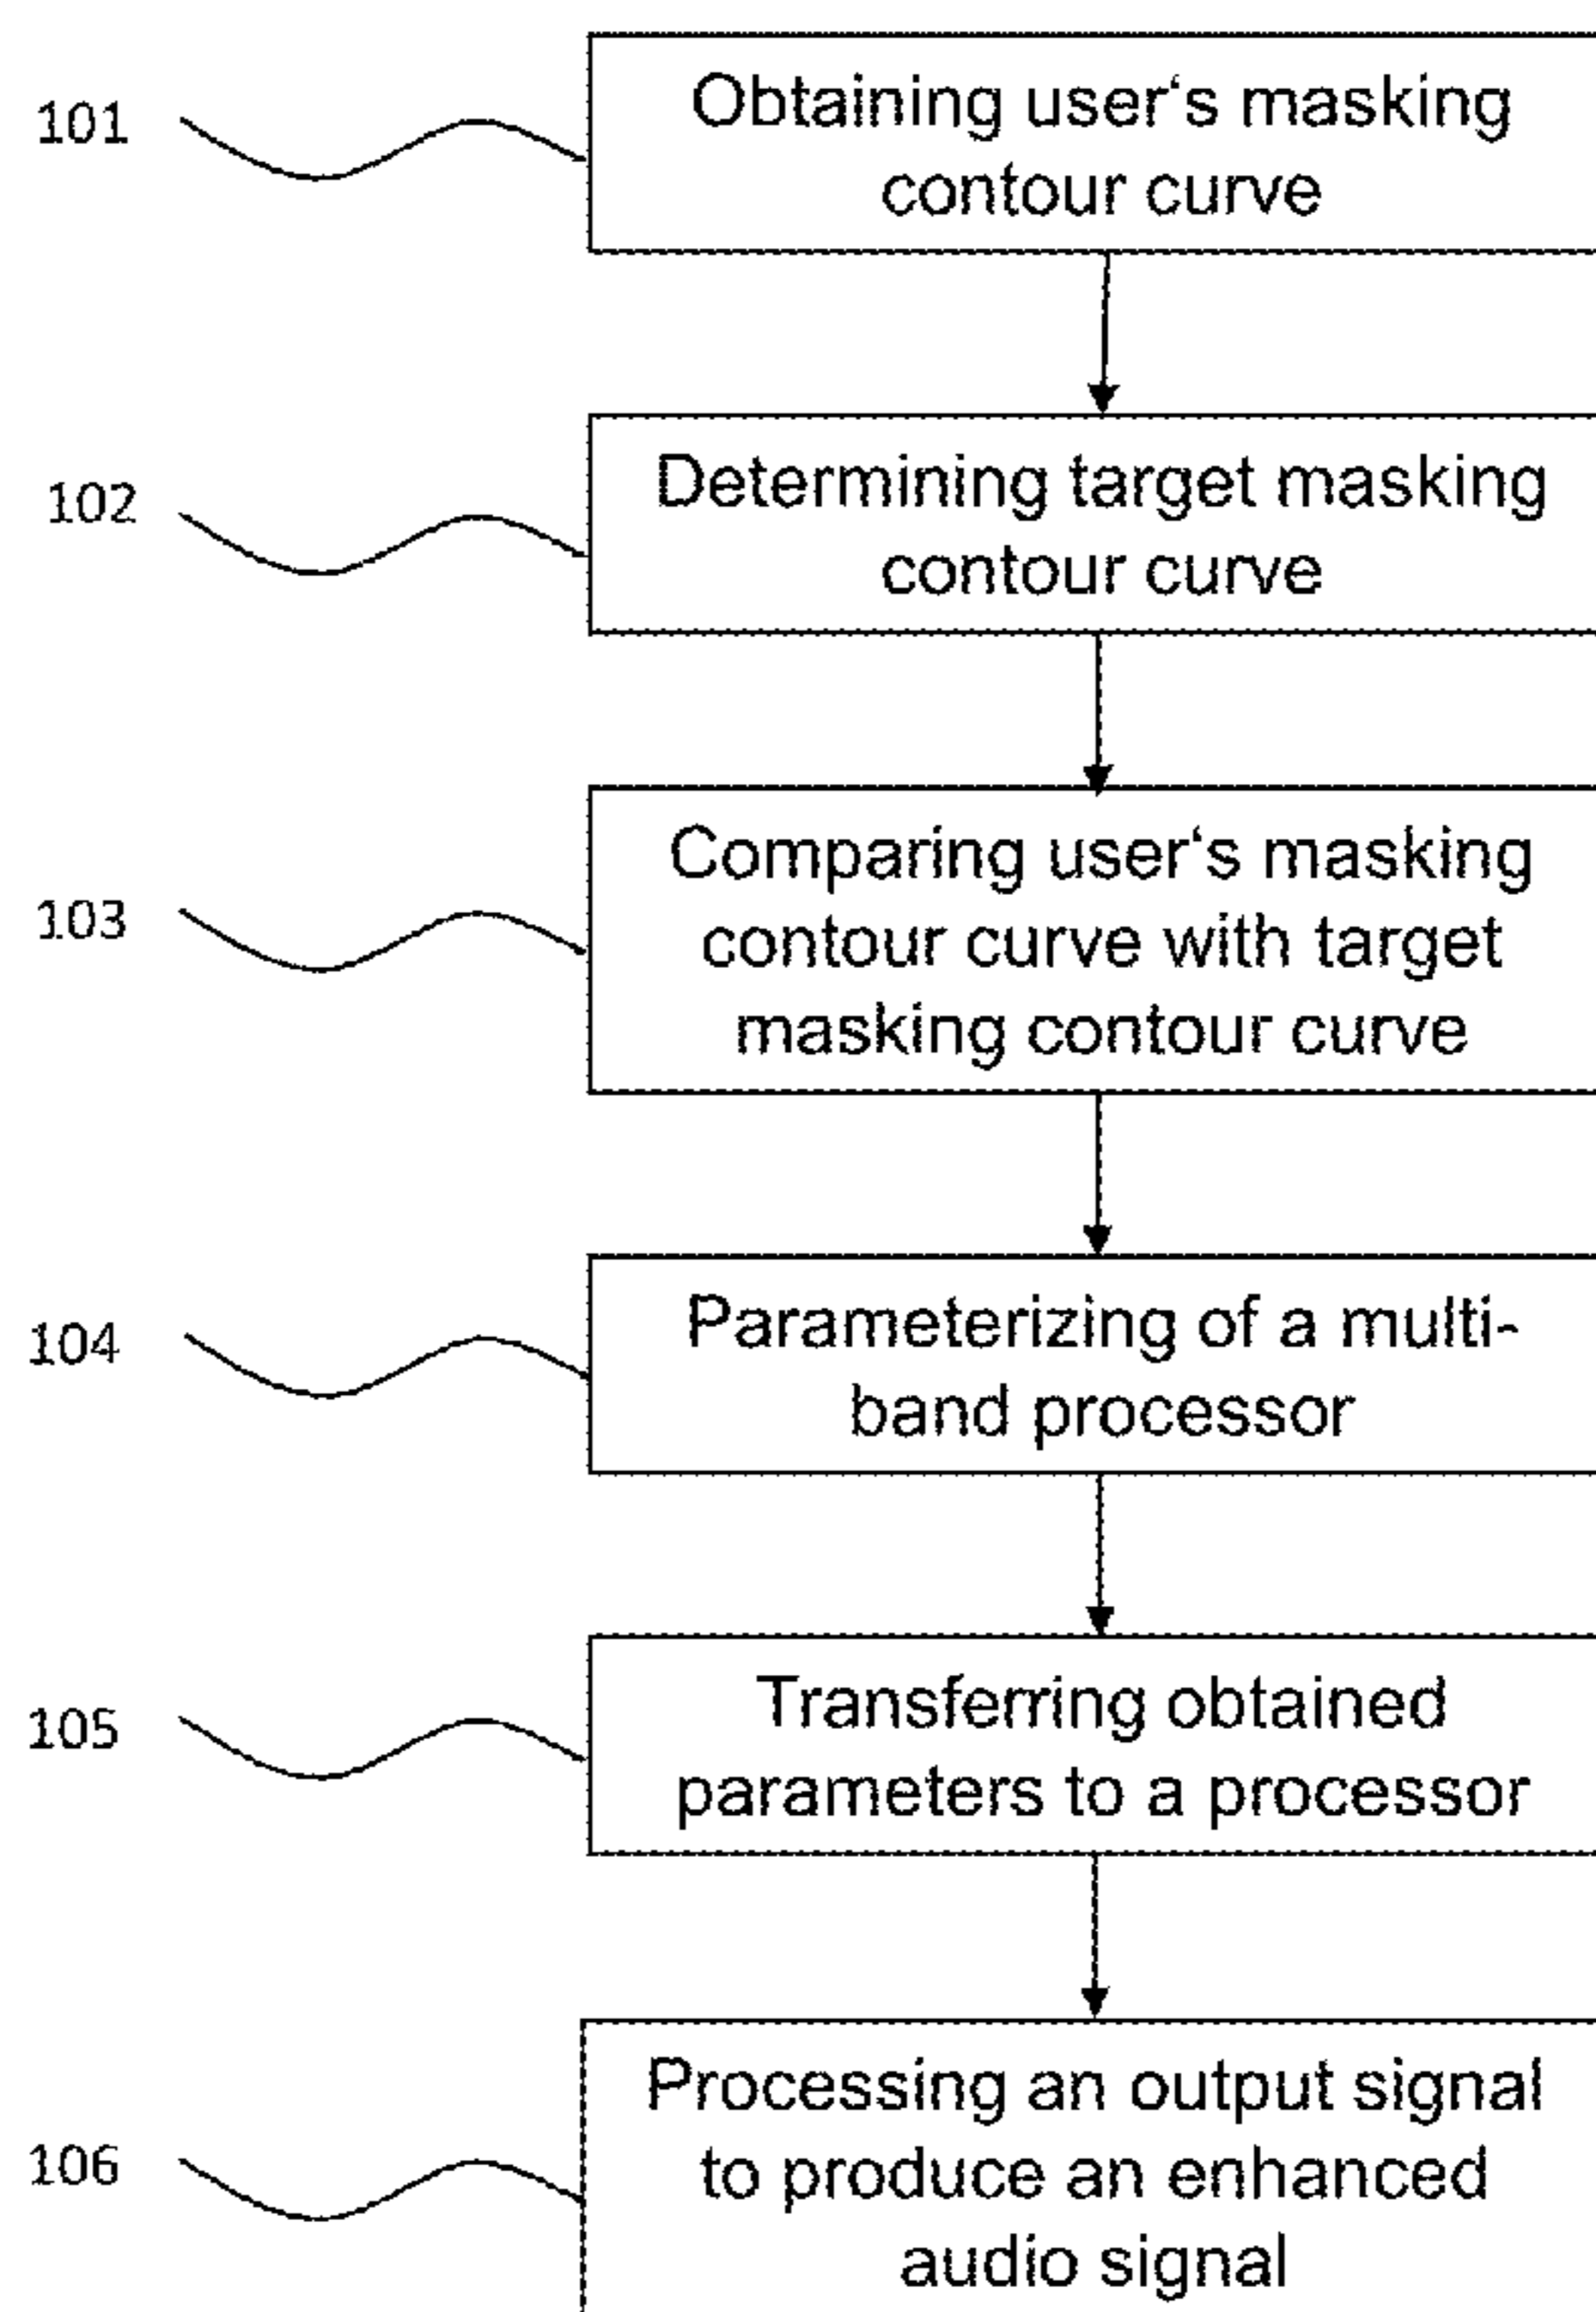 101
Obtaining user‘s masking
contour curve
102
Determining target masking
contour curve
103
Comparing user‘s masking
contour curve with target
masking contour curve
104
Parameterizing of a multi-
band processor
105
Transferring obtained
parameters to a processor
106
Processing an output signal
to produce an enhanced
audio signal